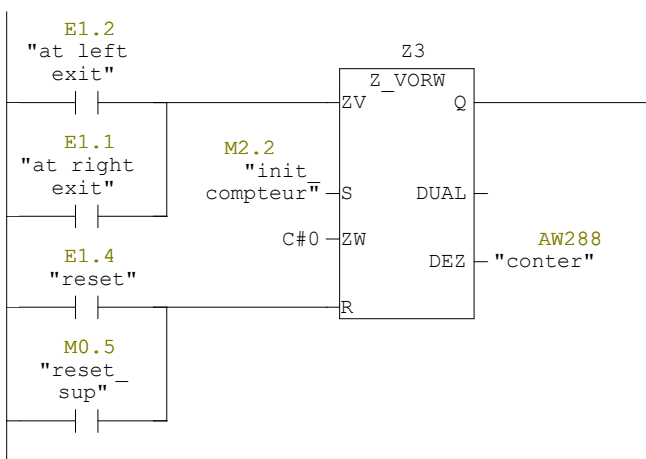 E1.2
"at left
exit"
Z3
Z_VORW
ZV
Q
E1.1
"at right
exit"
M2.2
"init_
compteur"
S
DUAL
C#0
ZW
AW288
DEZ
"conter"
E1.4
"reset"
R
M0.5
"reset_
sup"